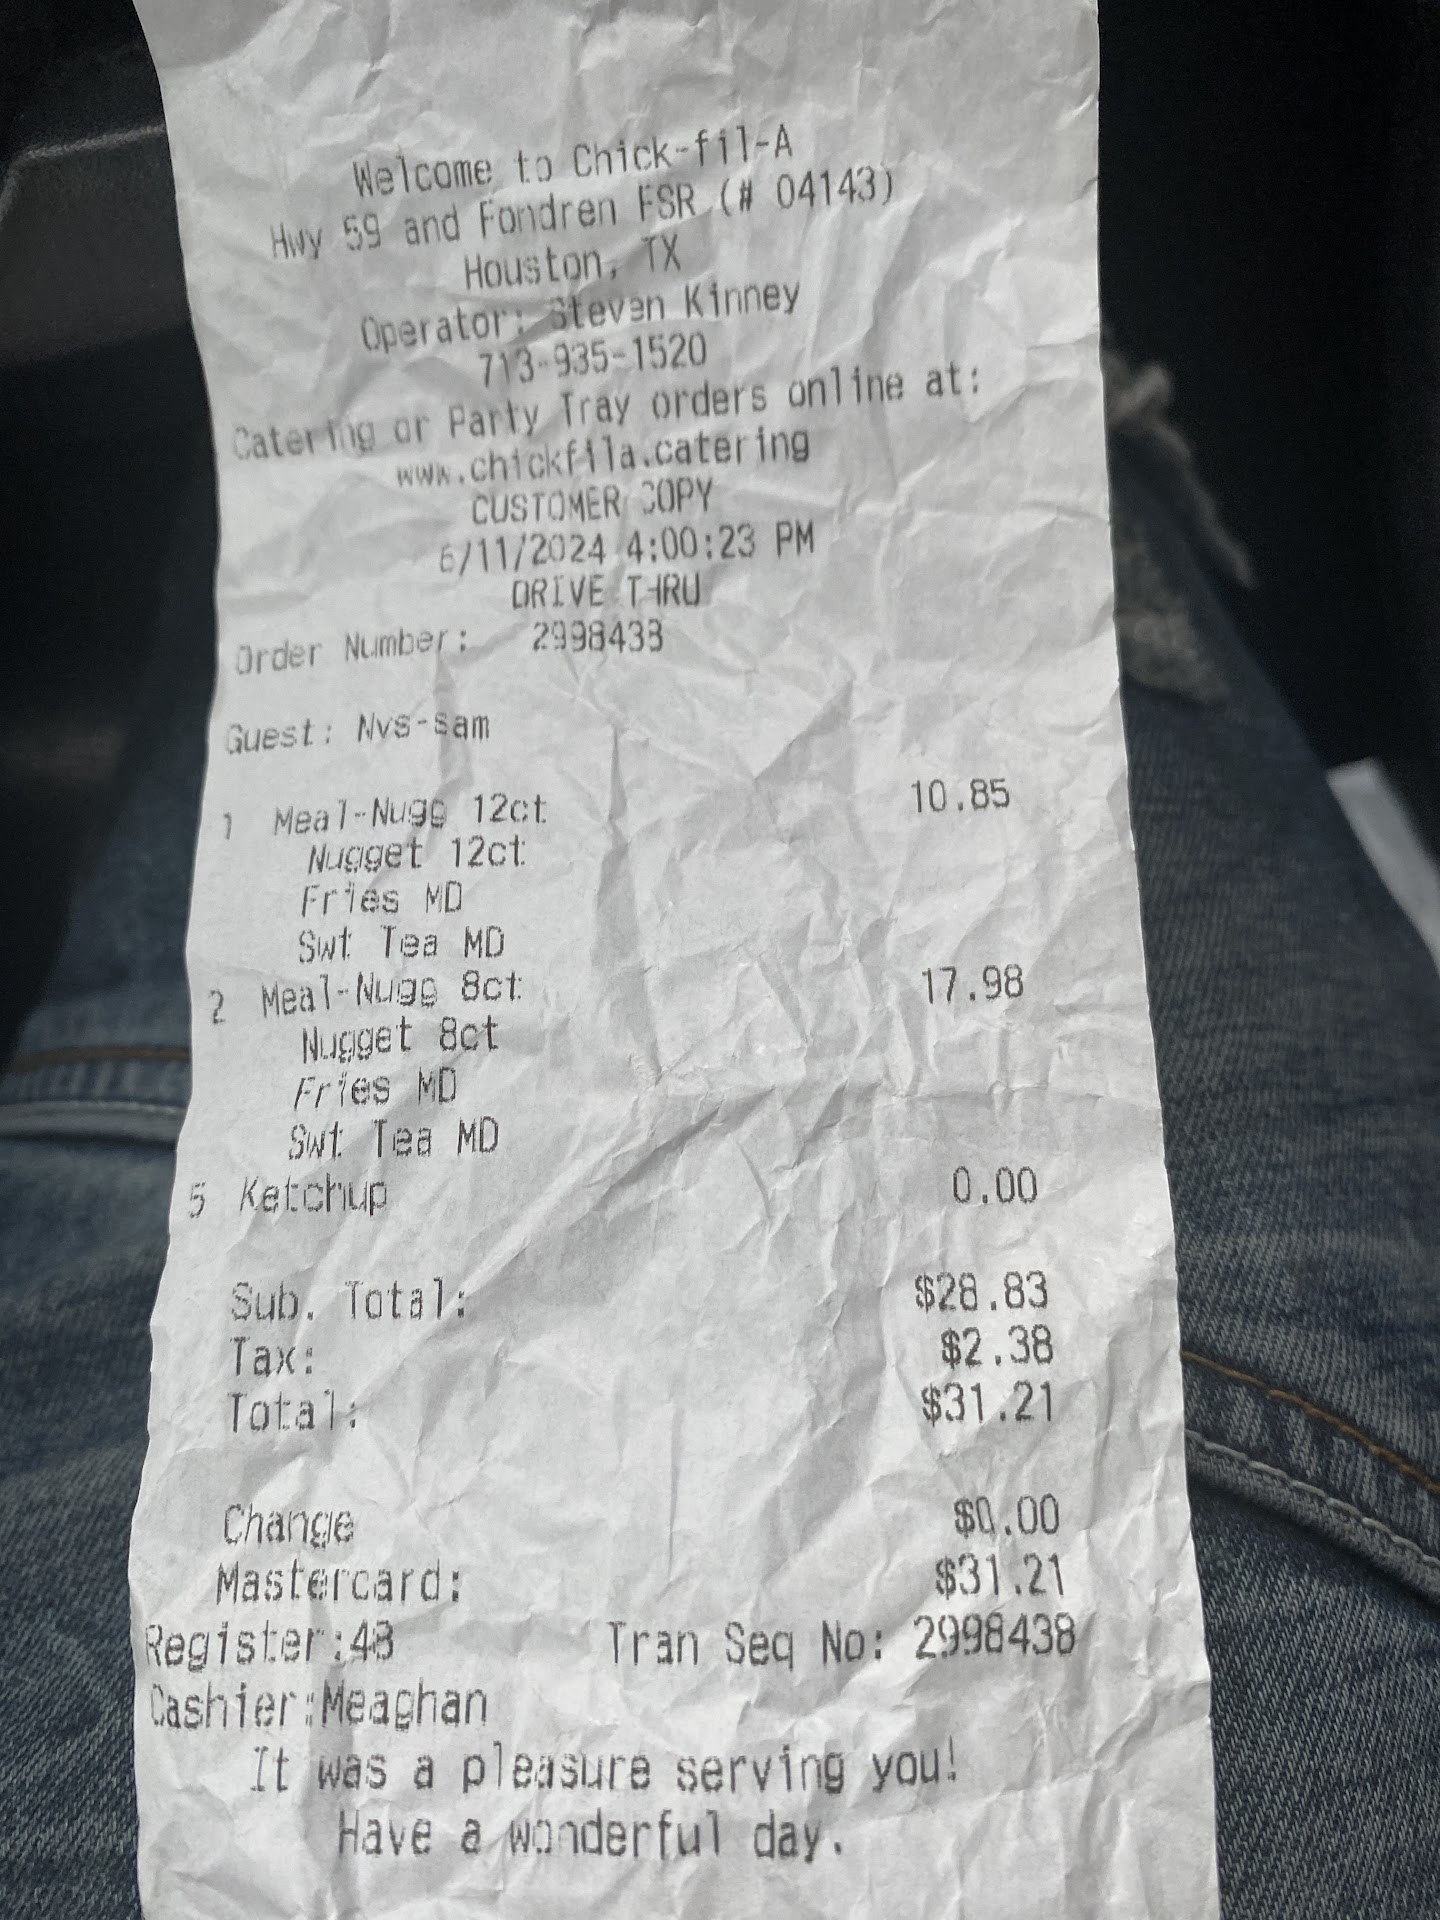 Welcome to Chick-fil-A
Hwy 59 and Fondren FSR (# 04143)
Houston, TX
Operator: Steven Kinney
713-935-1520
Catering or Party Tray orders online at:
www.chickfila.catering
CUSTOMER COPY
6/11/2024 4:00:23 PM
DRIVE THRU
Order Number: 2998438
Guest: Nvs-sam
1 Meal-Nugg 12ct 10.85
Nugget 12ct
Fries MD
Swt Tea MD
2 Meal-Nugg 8ct 17.98
Nugget 8ct
Fries MD
Swt Tea MD
5 Ketchup 0.00
Sub. Total: $28.83
Tax: $2.38
Total: $31.21
Change $0.00
Mastercard: $31.21
Register:48 Tran Seq No: 2998438
Cashier:Meaghan
It was a pleasure serving you!
Have a wonderful day.